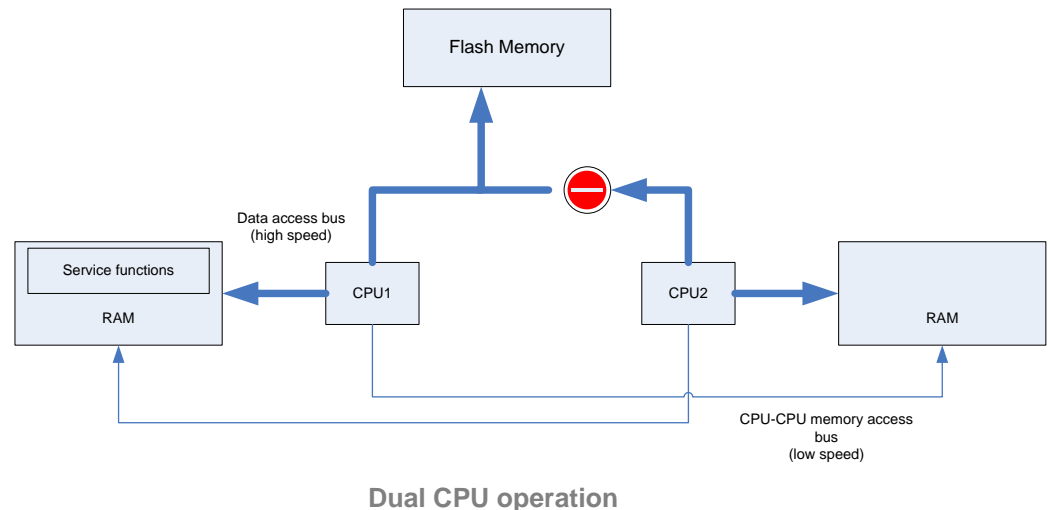 Flash Memory
Data access bus
(high speed)
Service functions
RAM
CPU1
CPU2
RAM
CPU-CPU memory access
bus
(low speed)
Dual CPU operation